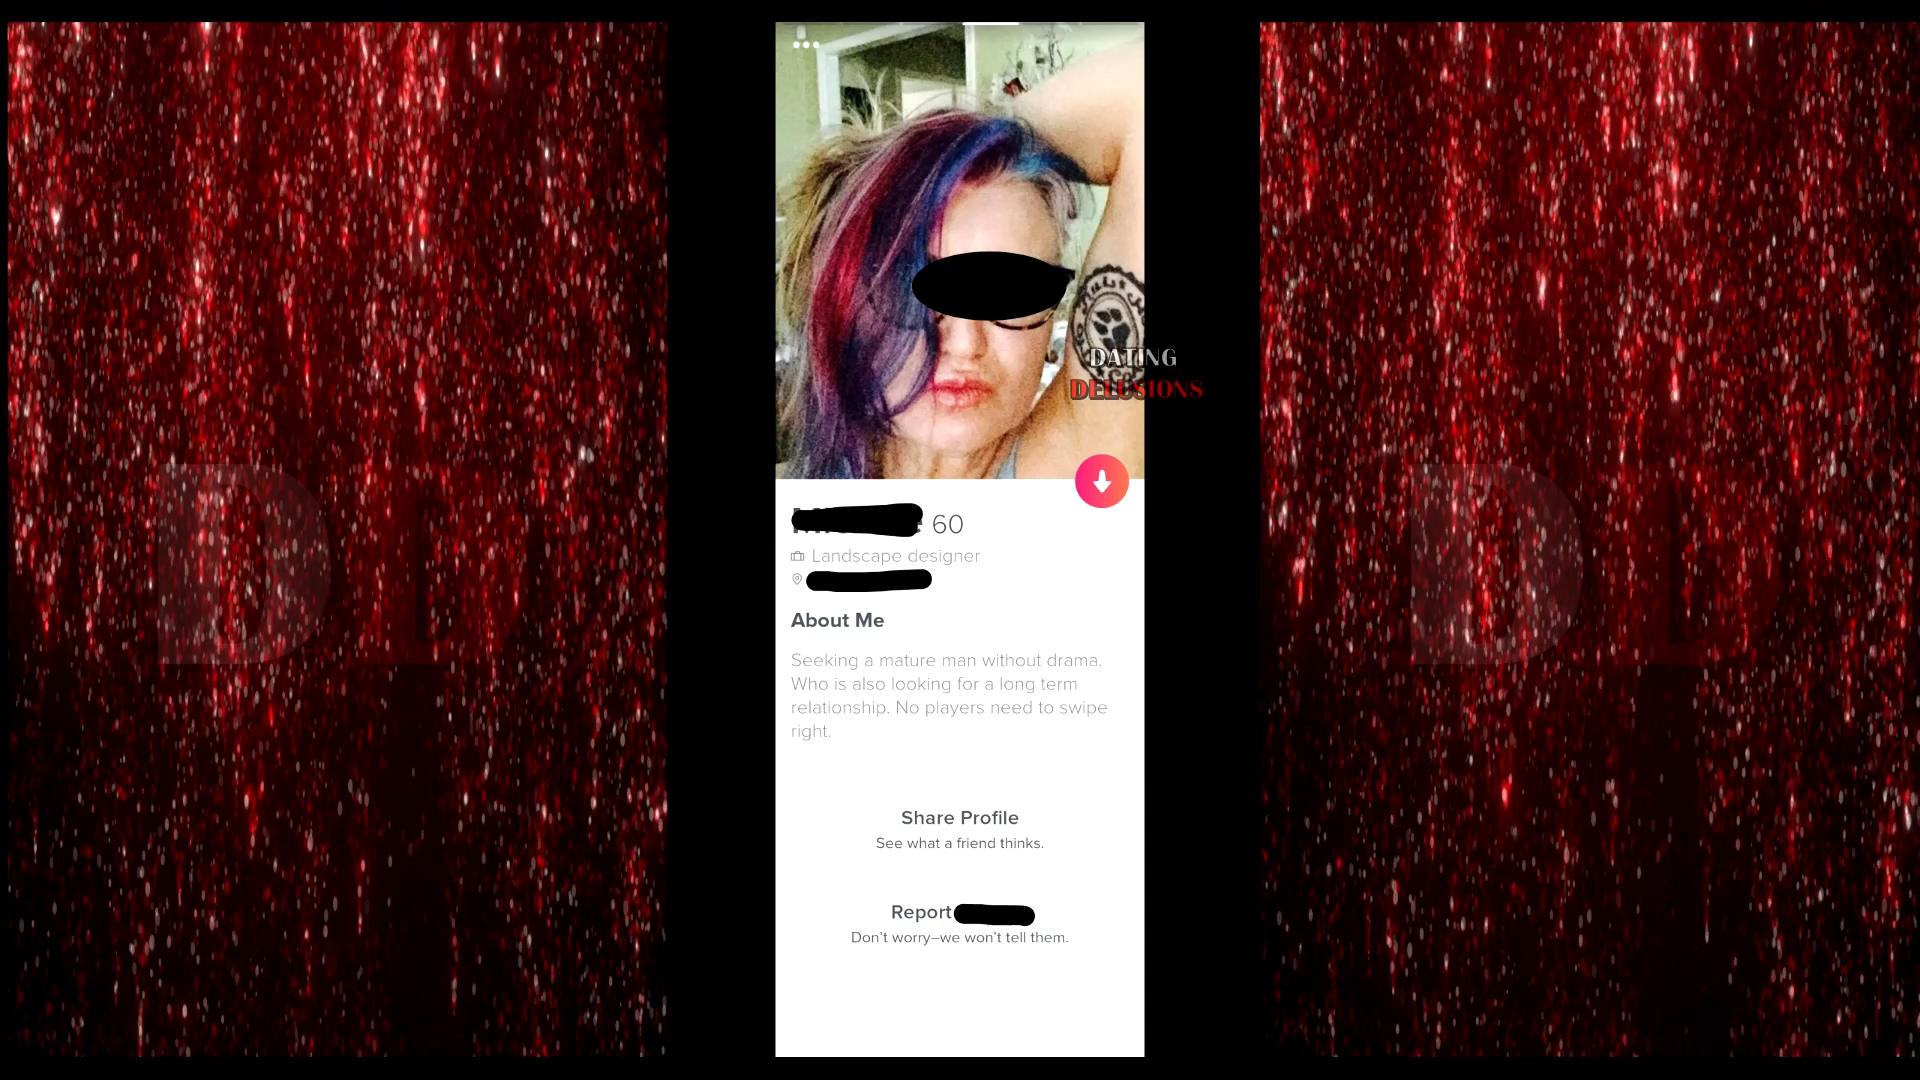 DATING
DELUSIONS
60
Landscape designer
About Me
Seeking a mature man without drama.
Who is also looking for a long term
relationship. No players need to swipe
right.
Share Profile
See what a friend thinks.
Report
Don't worry–we won't tell them.
D D
D D